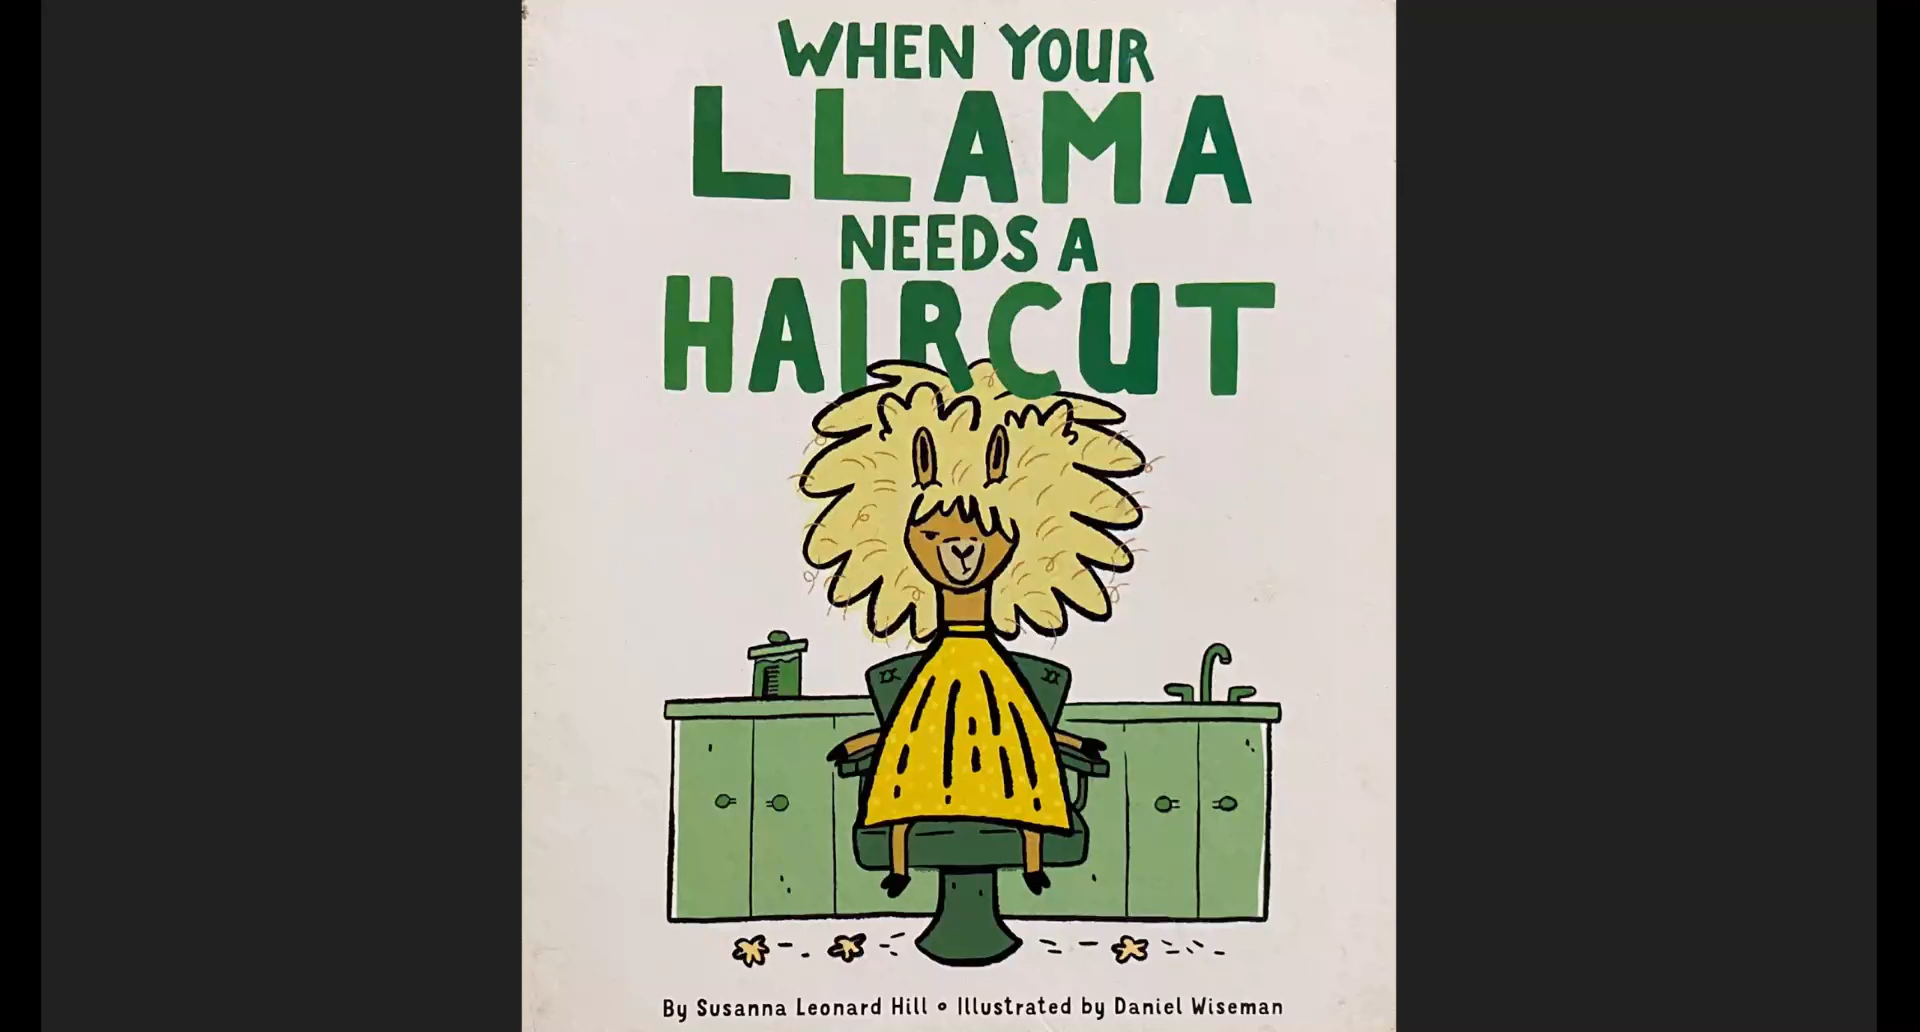 WHEN YOUR
LLAMA
NEEDS A
HAIRCUT
By Susanna Leonard Hill • Illustrated by Daniel Wiseman